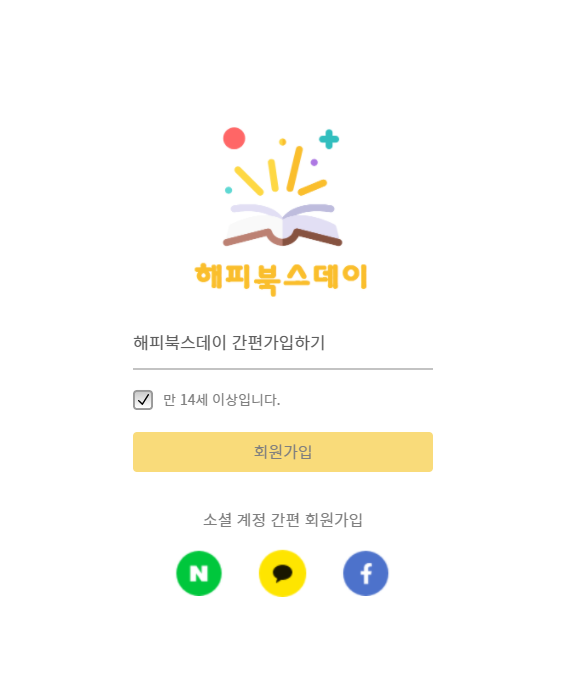 해피북스데이
해피북스데이 간편가입하기
만 14세 이상입니다.
회원가입
소셜 계정 간편 회원가입
N
f